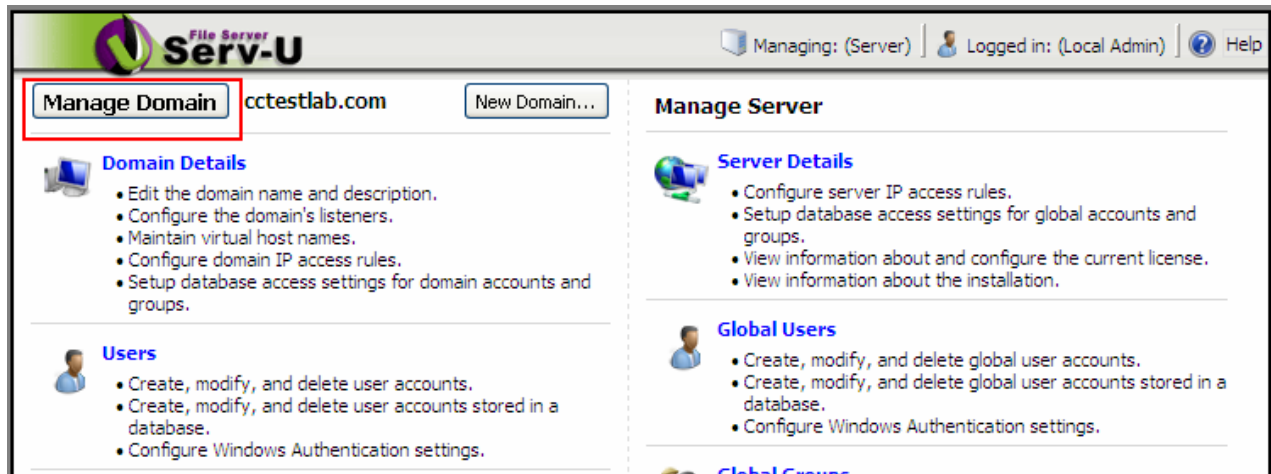 File Server
Serv-U
Managing: (Server)
Logged in: (Local Admin)
Help
Manage Domain
cctestlab.com
New Domain...
Domain Details
• Edit the domain name and description.
• Configure the domain's listeners.
• Maintain virtual host names.
• Configure domain IP access rules.
• Setup database access settings for domain accounts and
groups.
Users
• Create, modify, and delete user accounts.
• Create, modify, and delete user accounts stored in a
database.
• Configure Windows Authentication settings.
Manage Server
Server Details
• Configure server IP access rules.
• Setup database access settings for global accounts and
groups.
• View information about and configure the current license.
• View information about the installation.
Global Users
• Create, modify, and delete global user accounts.
• Create, modify, and delete global user accounts stored in a
database.
• Configure Windows Authentication settings.
Global Groups